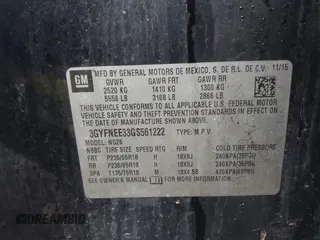 GM
MFD BY GENERAL MOTORS DE MEXICO, S. DE R.L. DE C.V. 11/15
GVWR GAWR FRT GAWR RR
2520 KG 1410 KG 1300 KG
5556 LB 3108 LB 2866 LB
THIS VEHICLE CONFORMS TO ALL APPLICABLE U.S. FEDERAL MOTOR
VEHICLE SAFETY, AND THEFT PREVENTION STANDARDS IN EFFECT
ON THE DATE OF MANUFACTURE SHOWN ABOVE.
3GYFNEE33GS561222 TYPE: M.P.V.
MODEL: NG26
TIRE SIZE SPEED RTG RIM COLD TIRE PRESSURE
FRT P235/65R18 H 18X8J 240KPA/35PSI
RR P235/65R18 H 18X8J 240KPA/35PSI
SPA T135/70R18 M 18X4.5B 420KPA/60PSI
SEE OWNER'S MANUAL FOR ADDITIONAL INFORMATION.